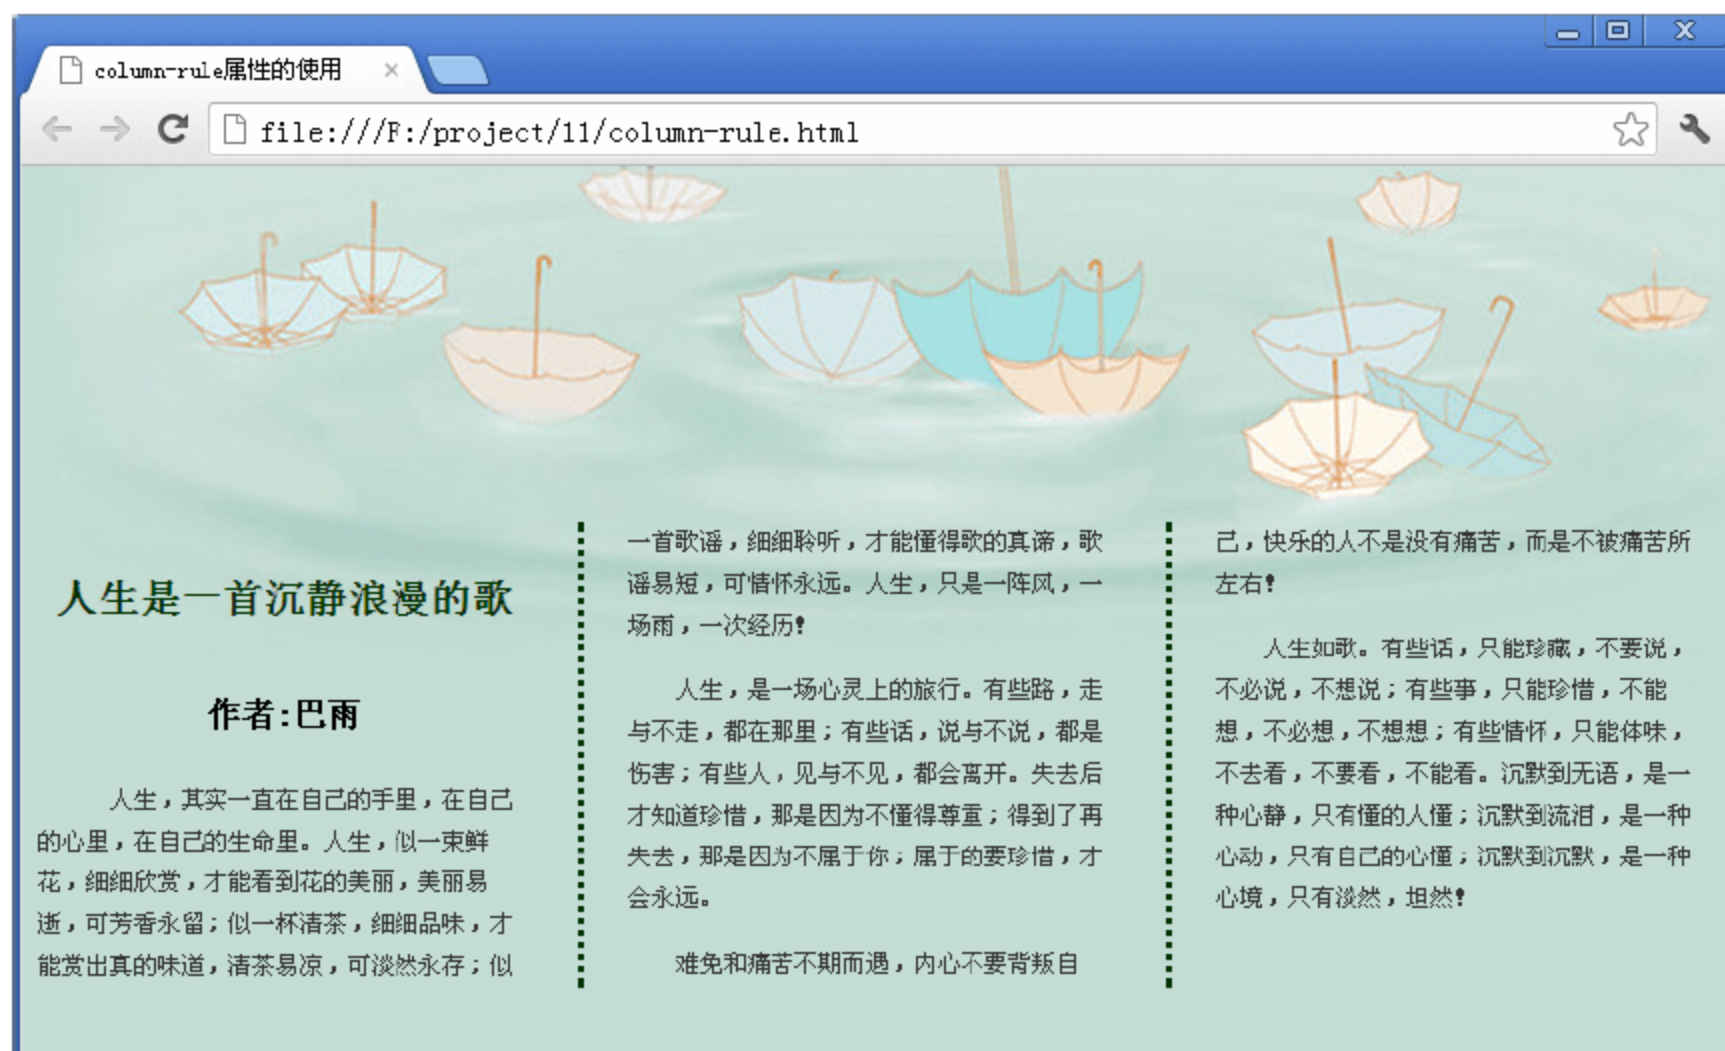 column-rule属性的使用
file:///F:/project/11/column-rule.html
人生是一首沉静浪漫的歌
作者:巴雨
人生，其实一直在自己的手里，在自己
的心里，在自己的生命里。人生，似一束鲜
花，细细欣赏，才能看到花的美丽，美丽易
逝，可芳香永留；似一杯清茶，细细品味，才
能赏出真的味道，清茶易凉，可淡然永存；似
一首歌谣，细细聆听，才能懂得歌的真谛，歌
谣易短，可情怀永远。人生，只是一阵风，一
场雨，一次经历！
人生，是一场心灵上的旅行。有些路，走
与不走，都在那里；有些话，说与不说，都是
伤害；有些人，见与不见，都会离开。失去后
才知道珍惜，那是因为不懂得尊重；得到了再
失去，那是因为不属于你；属于的要珍惜，才
会永远。
难免和痛苦不期而遇，内心不要背叛自
己，快乐的人不是没有痛苦，而是不被痛苦所
左右！
人生如歌。有些话，只能珍藏，不要说，
不必说，不想说；有些事，只能珍惜，不能
想，不必想，不想想；有些情怀，只能体味，
不去看，不要看，不能看。沉默到无语，是一
种心静，只有懂的人懂；沉默到流泪，是一种
心动，只有自己的心懂；沉默到沉默，是一种
心境，只有淡然，坦然！